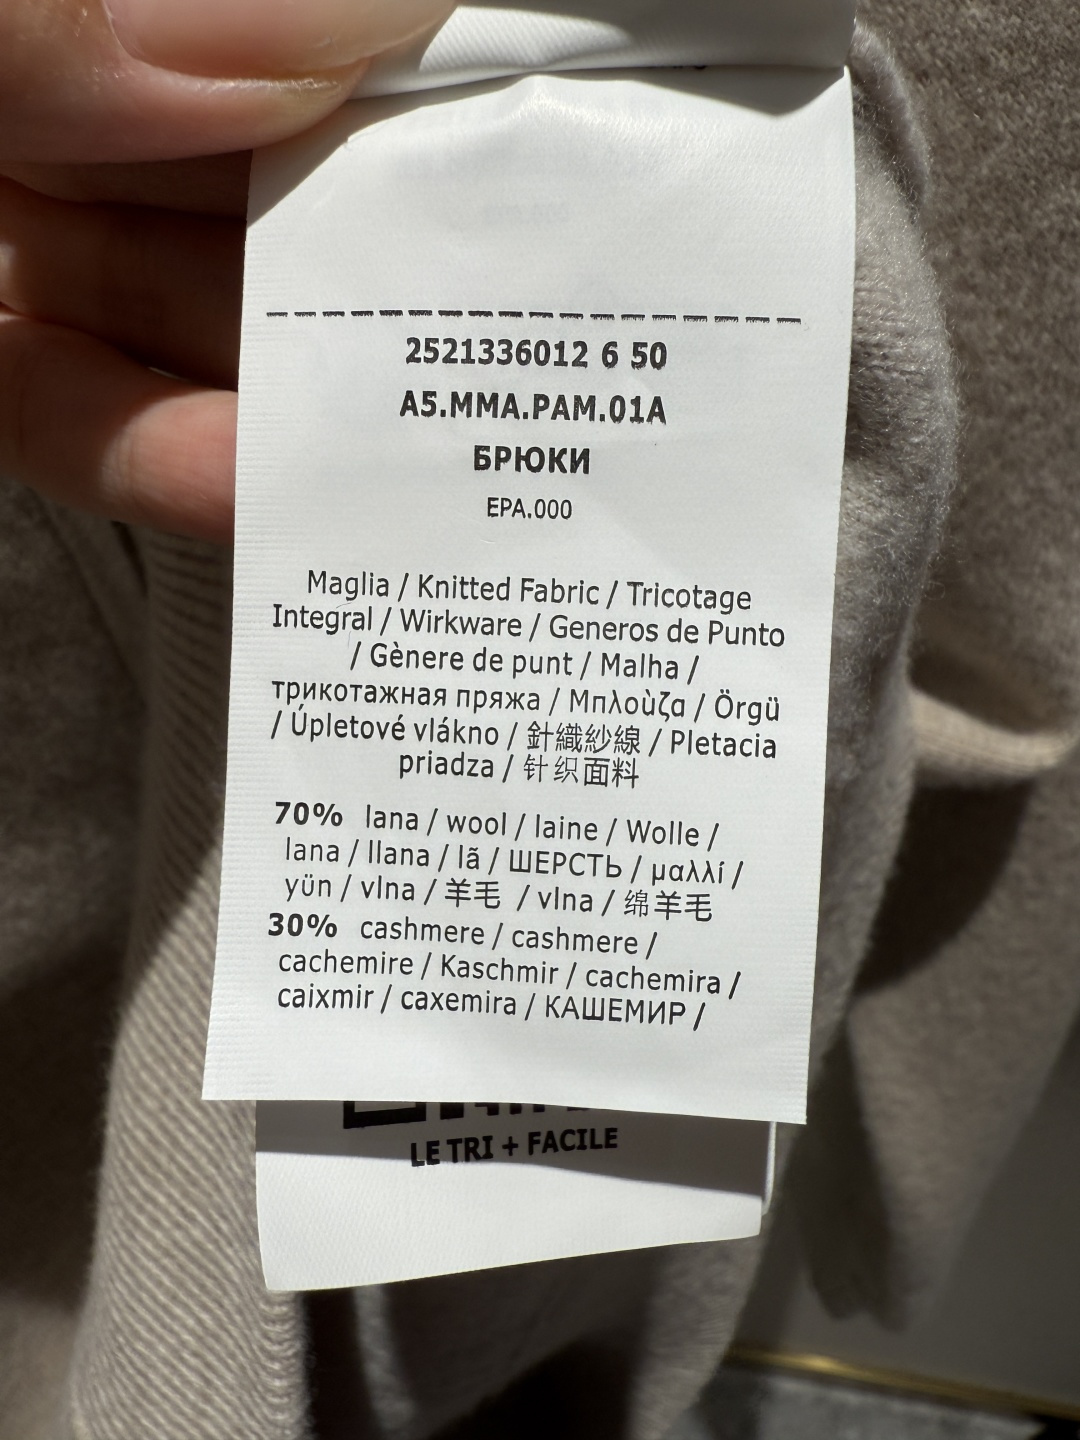 2521336012 6 50
A5.MMA.PAM.01A
БРЮКИ
EPA.000
Maglia / Knitted Fabric / Tricotage
Integral / Wirkware / Generos de Punto
/ Gènere de punt / Malha /
трикотажная пряжа / Μπλοὺζα / Örgü
/ Úpletové vlákno / 針織紗線 / Pletacia
priadza / 针织面料
70% lana / wool / laine / Wolle /
lana / llana / lã / ШЕРСТЬ / μαλλί /
yün / vlna / 羊毛 / vlna / 绵羊毛
30% cashmere / cashmere /
cachemire / Kaschmir / cachemira /
caixmir / caxemira / КАШЕМИР /
LE TRI + FACILE